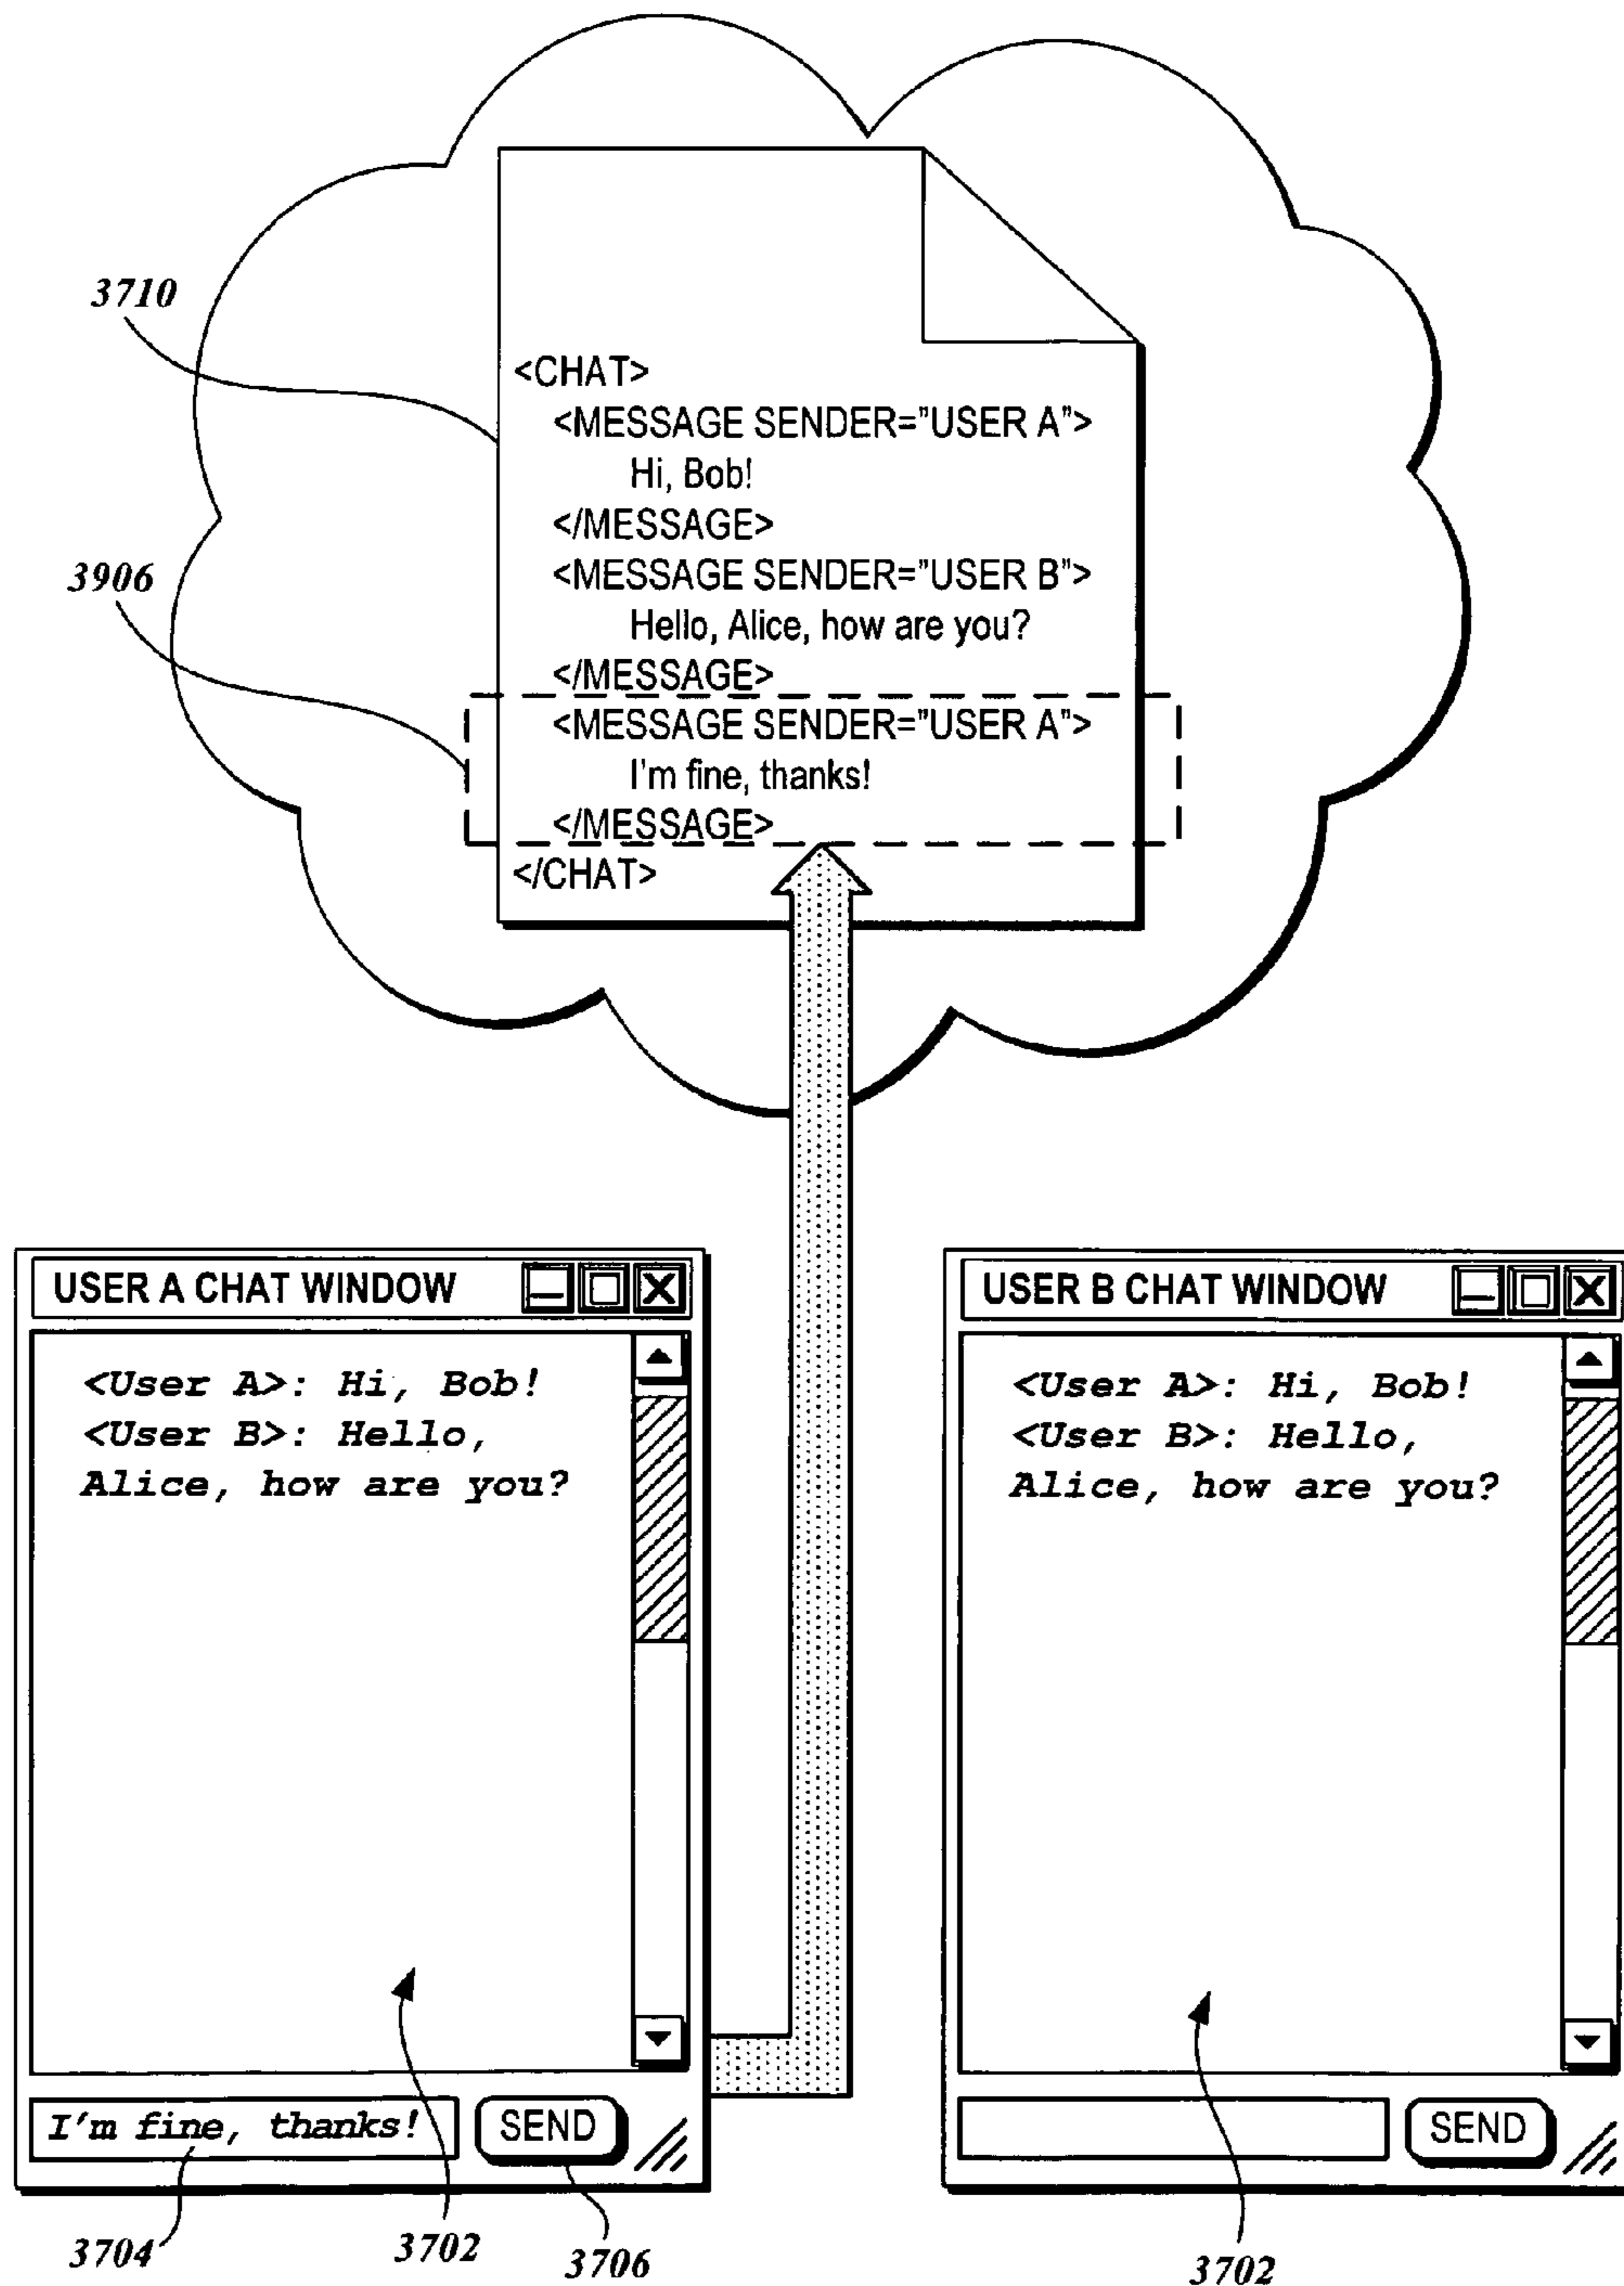 3710
<CHAT>
<MESSAGE SENDER="USER A">
Hi, Bob!
</MESSAGE>
3906
<MESSAGE SENDER="USER B">
Hello, Alice, how are you?
</MESSAGE>
<MESSAGE SENDER="USER A">
I'm fine, thanks!
</MESSAGE>
</CHAT>
USER A CHAT WINDOW
<User A>: Hi, Bob!
<User B>: Hello,
Alice, how are you?
I'm fine, thanks!
SEND
3704
3702
3706
USER B CHAT WINDOW
<User A>: Hi, Bob!
<User B>: Hello,
Alice, how are you?
SEND
3702